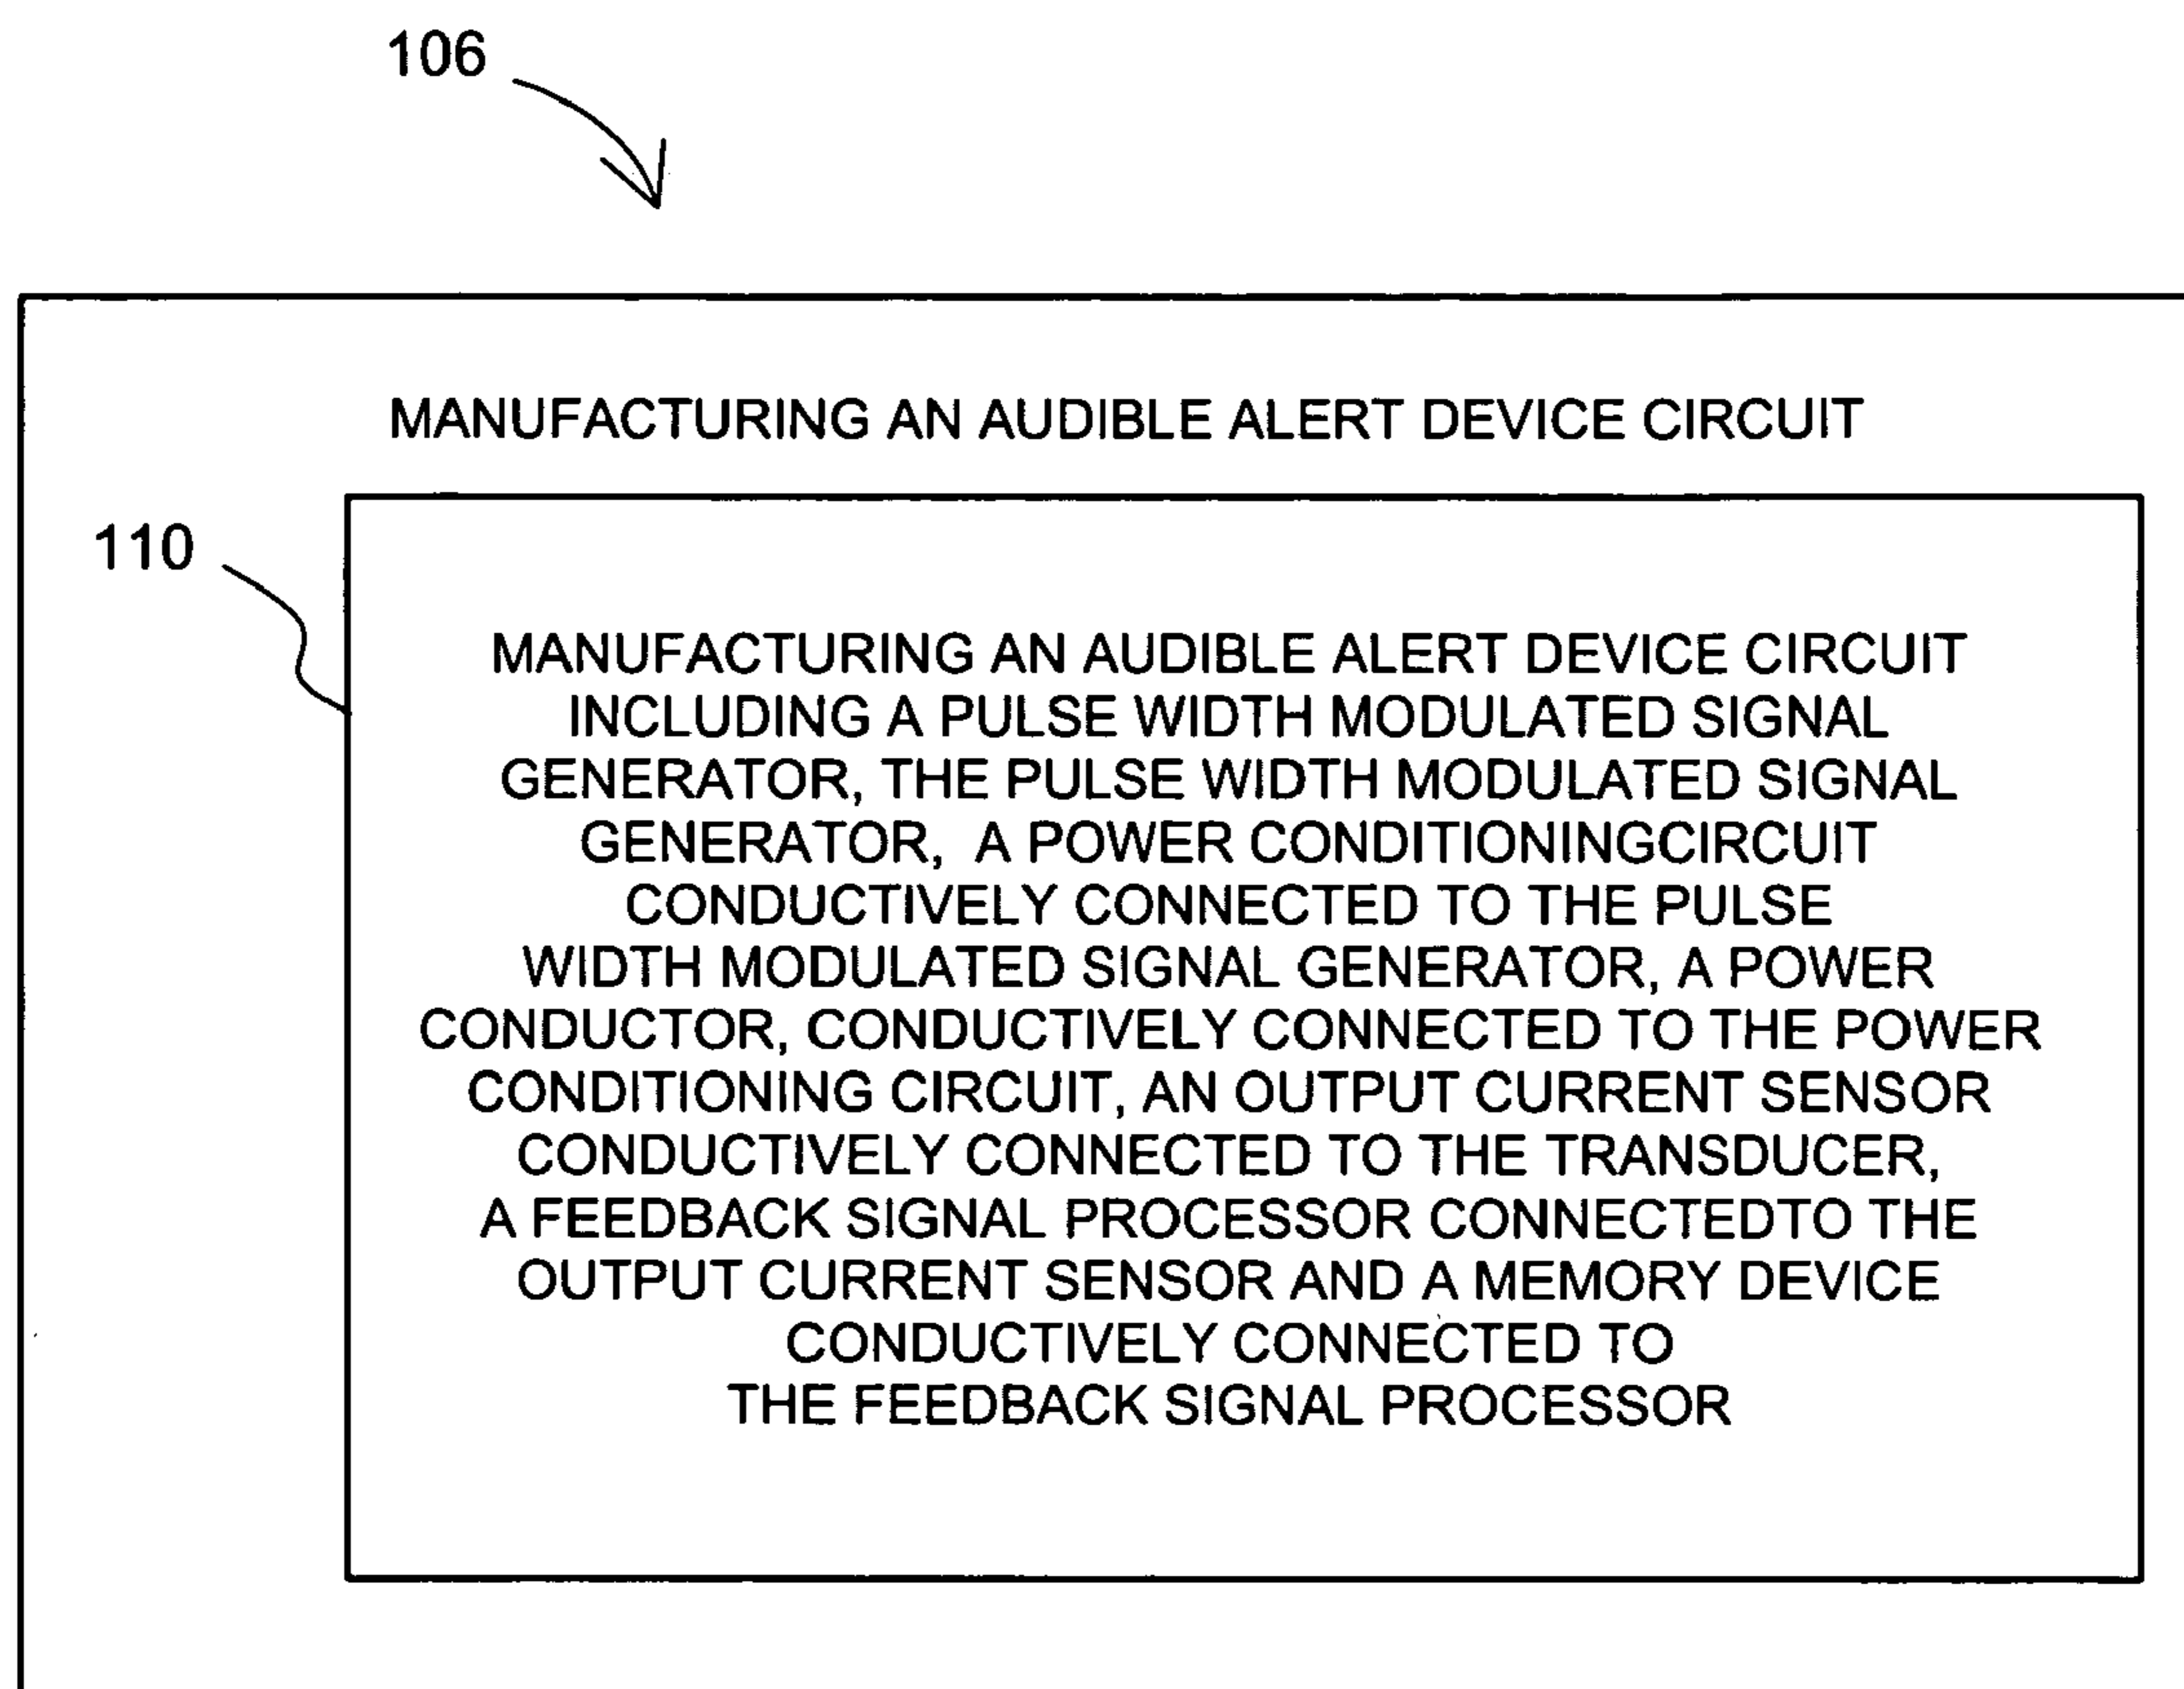 106
MANUFACTURING AN AUDIBLE ALERT DEVICE CIRCUIT
110
MANUFACTURING AN AUDIBLE ALERT DEVICE CIRCUIT
INCLUDING A PULSE WIDTH MODULATED SIGNAL
GENERATOR, THE PULSE WIDTH MODULATED SIGNAL
GENERATOR, A POWER CONDITIONINGCIRCUIT
CONDUCTIVELY CONNECTED TO THE PULSE
WIDTH MODULATED SIGNAL GENERATOR, A POWER
CONDUCTOR, CONDUCTIVELY CONNECTED TO THE POWER
CONDITIONING CIRCUIT, AN OUTPUT CURRENT SENSOR
CONDUCTIVELY CONNECTED TO THE TRANSDUCER,
A FEEDBACK SIGNAL PROCESSOR CONNECTEDTO THE
OUTPUT CURRENT SENSOR AND A MEMORY DEVICE
CONDUCTIVELY CONNECTED TO
THE FEEDBACK SIGNAL PROCESSOR